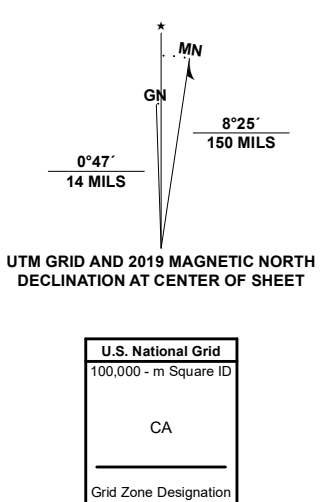 ★
MN
GN
8°25´
150 MILS
0°47´
14 MILS
UTM GRID AND 2019 MAGNETIC NORTH
DECLINATION AT CENTER OF SHEET
U.S. National Grid
100,000 - m Square ID
CA
Grid Zone Designation